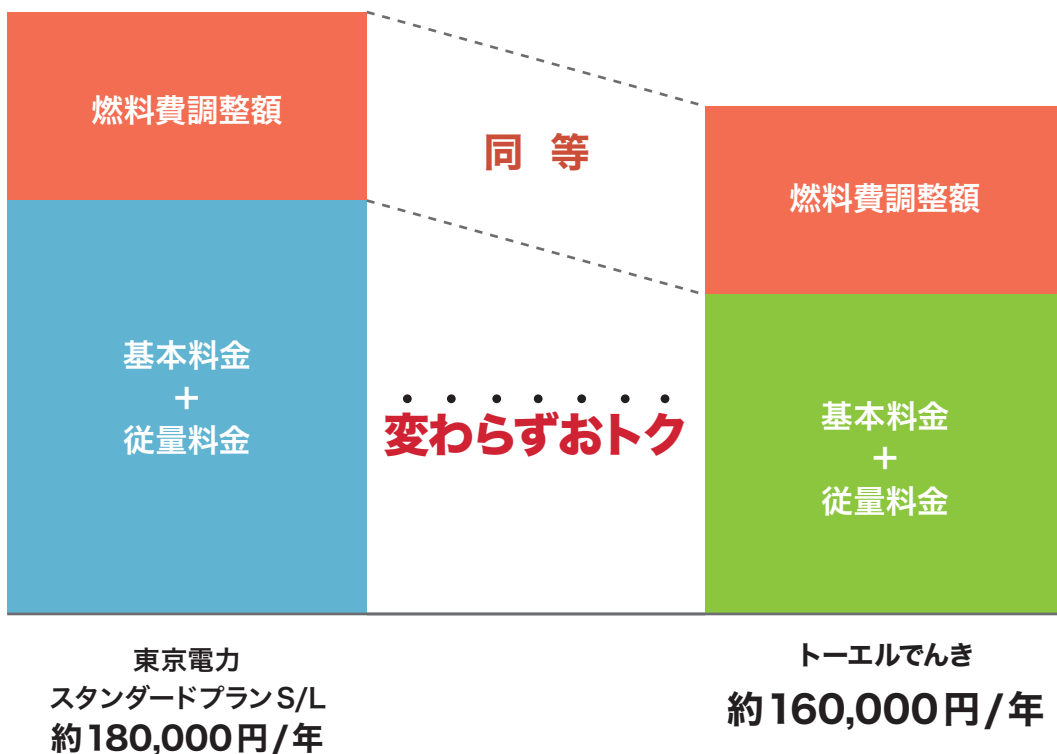 燃料費調整額
同 等
燃料費調整額
基本料金
+
従量料金
変わらずおトク
基本料金
+
従量料金
東京電力
スタンダードプランS/L
約180,000円/年
トーエルでんき
約160,000円/年